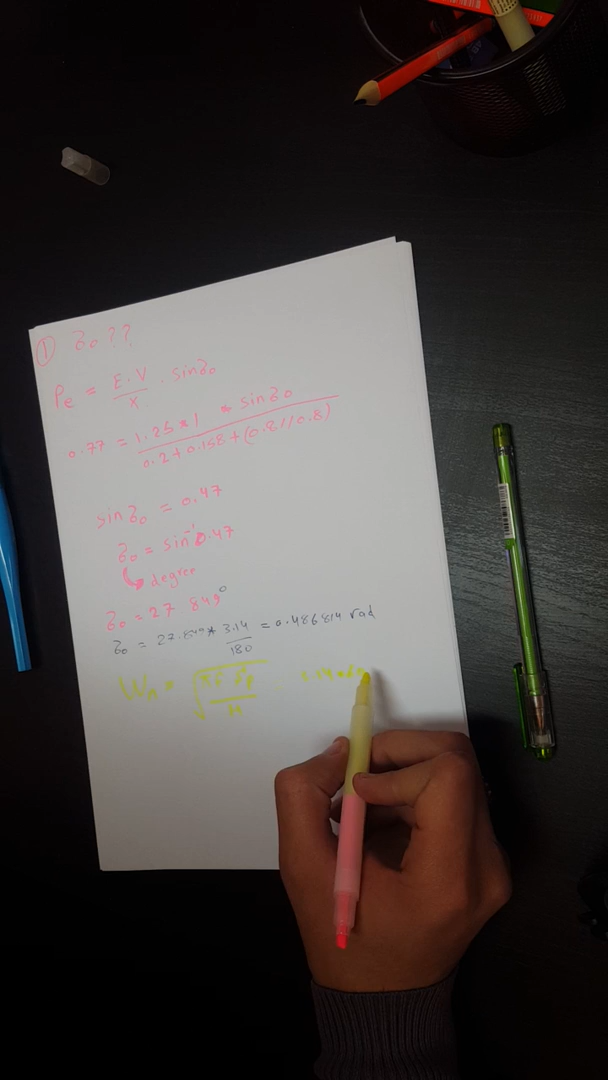 ① δ₀??
Pe = E.V / X . sinδ₀
0.77 = 1.25*1 * sinδ₀ / 0.2+0.158+(0.8//0.8)
sinδ₀ = 0.47
δ₀ = sin⁻¹ 0.47
degree
δ₀ = 27 849°
δ₀ = 27.849* 3.14 / 180 = 0.486814 rad
Wn =